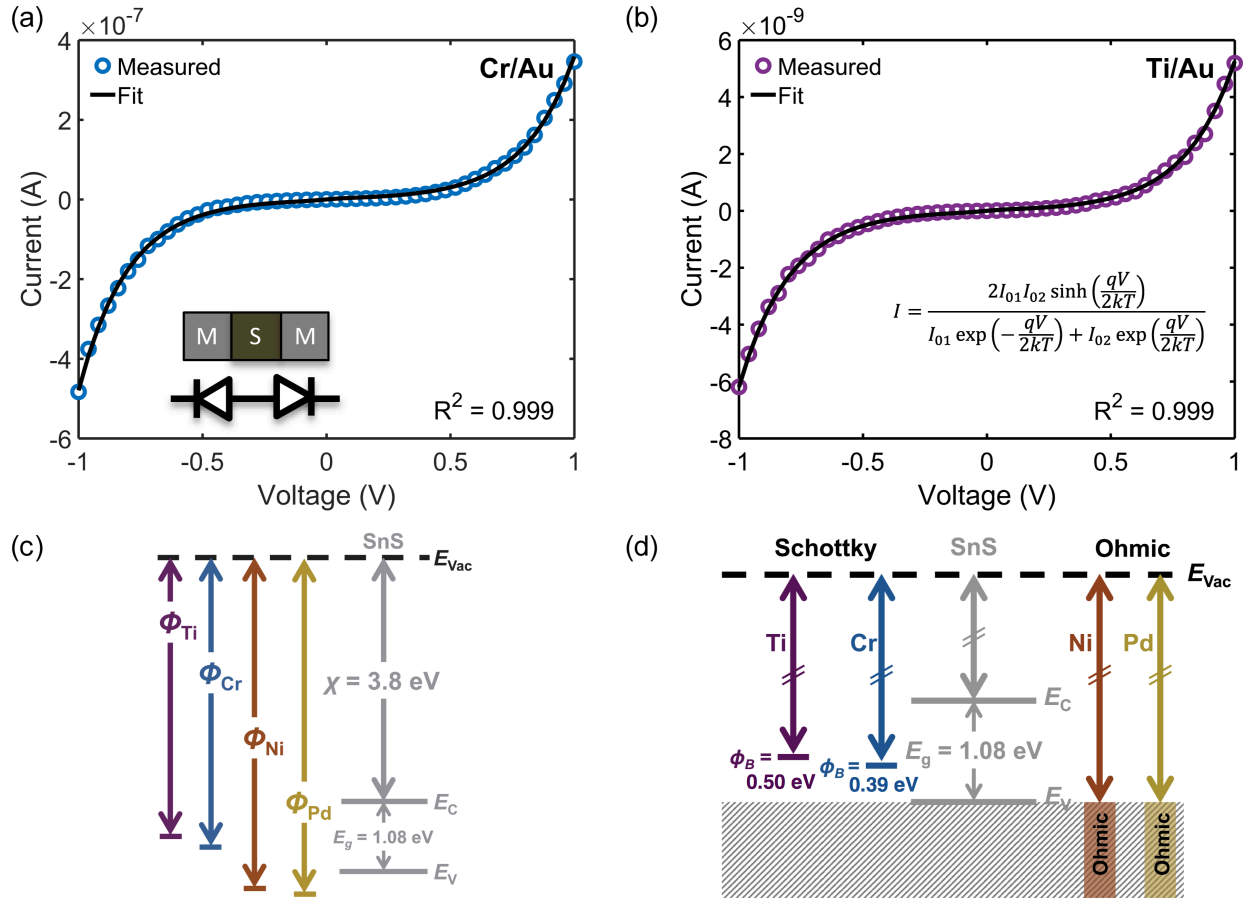 (a)
×10⁻⁷
Cr/Au
Measured
Fit
4
2
0
-2
-4
-6
Current (A)
M S M
R² = 0.999
-1 -0.5 0 0.5 1
Voltage (V)
(b)
×10⁻⁹
Ti/Au
Measured
Fit
6
4
2
0
-2
-4
-6
-8
Current (A)
I = 2I₀₁I₀₂ sinh (qV/2kT) / I₀₁ exp (−qV/2kT) + I₀₂ exp (qV/2kT)
R² = 0.999
-1 -0.5 0 0.5 1
Voltage (V)
(c)
SnS
E_Vac
Φ_Ti
Φ_Cr
χ = 3.8 eV
Φ_Ni
Φ_Pd
E_C
E_g = 1.08 eV
E_V
(d)
Schottky SnS Ohmic
E_Vac
Ti Cr Ni Pd
E_C
E_g = 1.08 eV
ϕ_B =
0.50 eV
ϕ_B =
0.39 eV
E_V
Ohmic
Ohmic